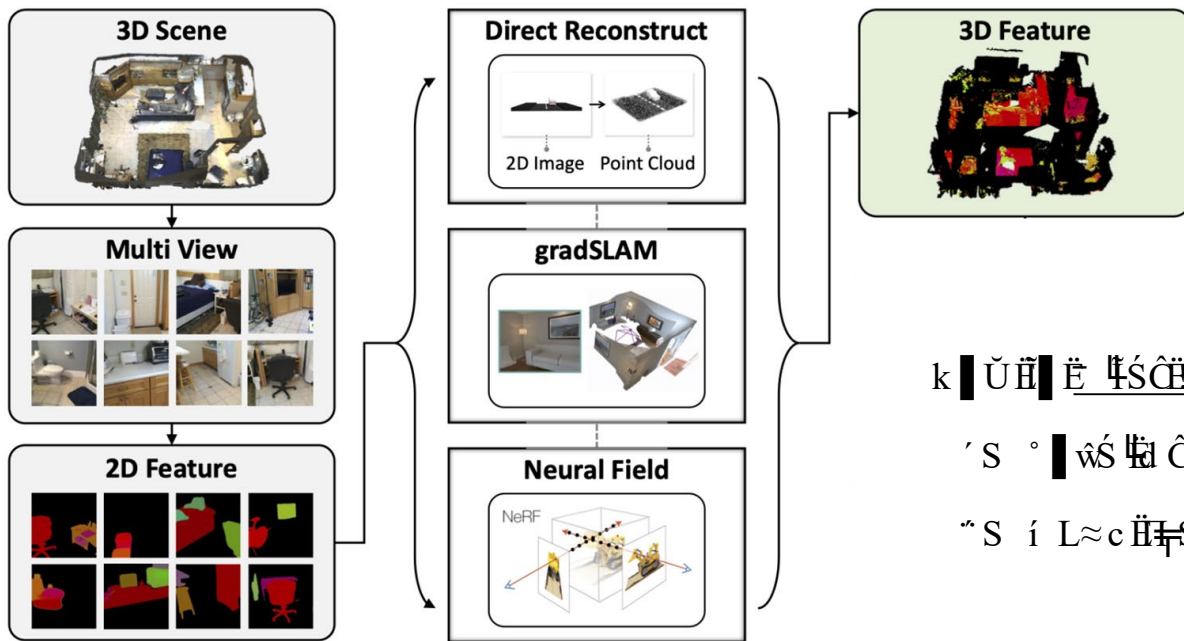 3D Scene
Multi View
2D Feature
Direct Reconstruct
2D Image
Point Cloud
gradSLAM
Neural Field
NeRF
3D Feature